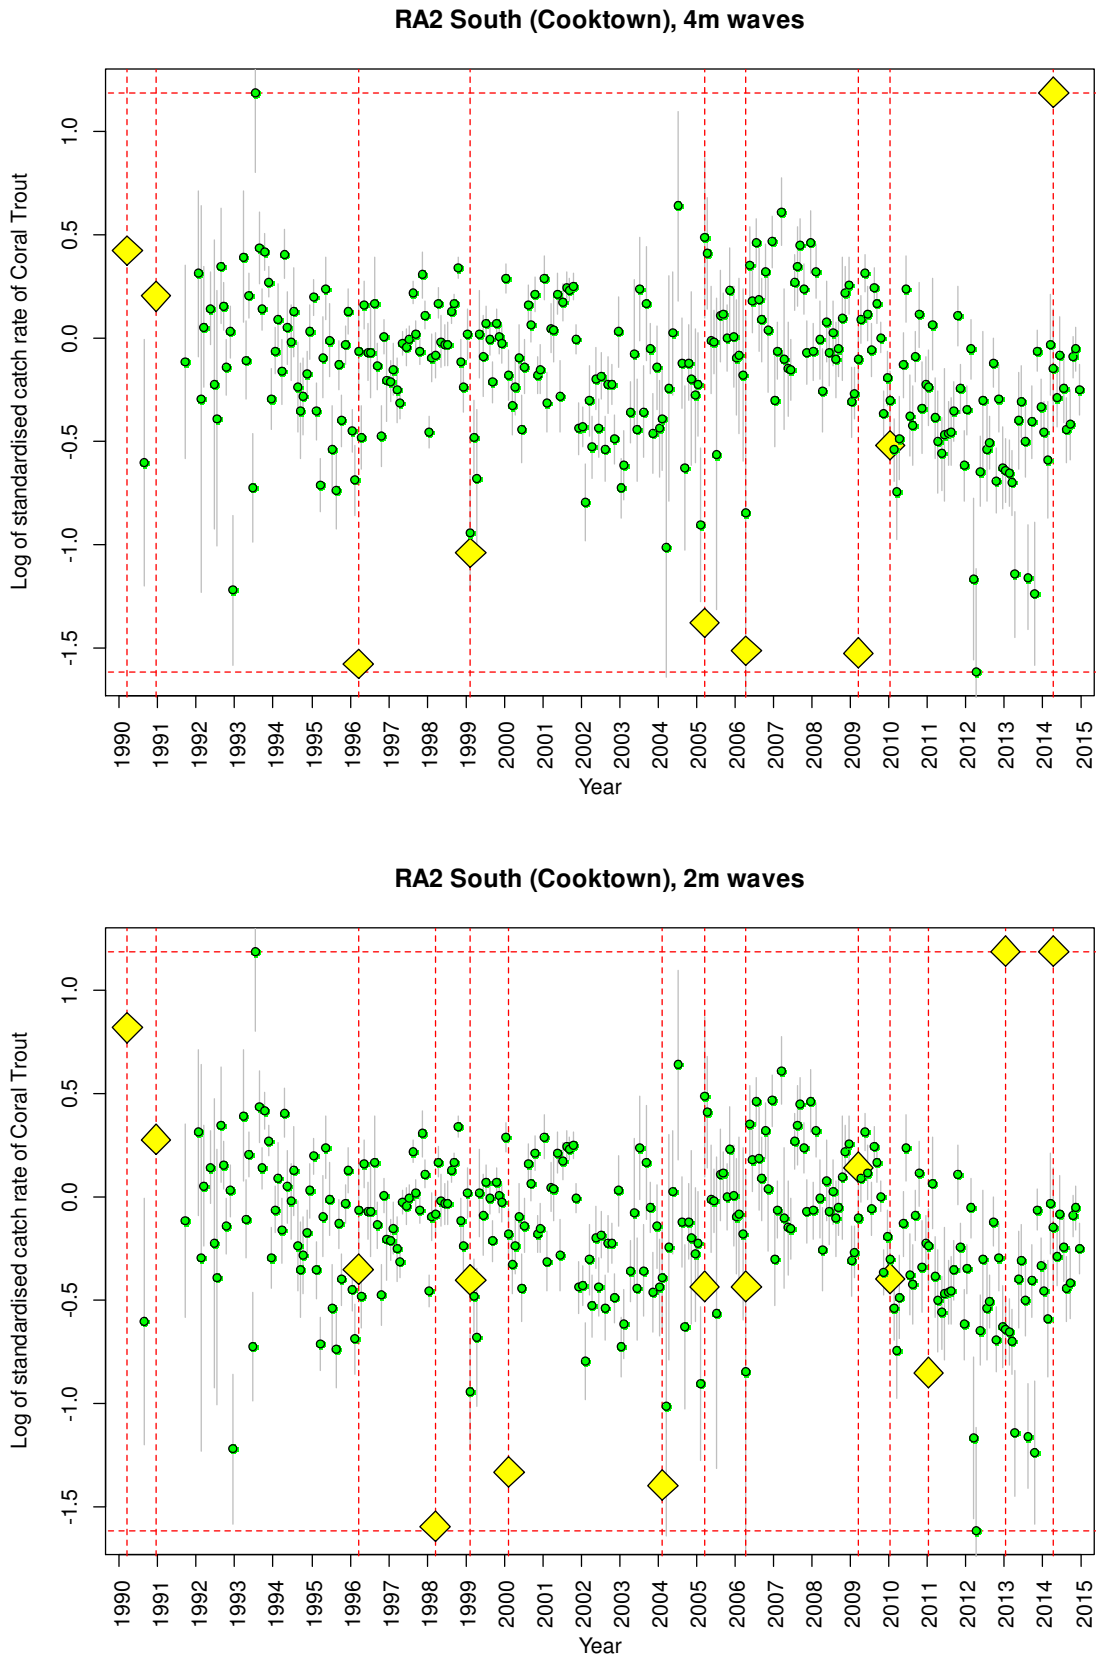 RA2 South (Cooktown), 4m waves
Log of standardised catch rate of Coral Trout
1.0
0.5
0.0
-0.5
-1.0
-1.5
1990 1991 1992 1993 1994 1995 1996 1997 1998 1999 2000 2001 2002 2003 2004 2005 2006 2007 2008 2009 2010 2011 2012 2013 2014 2015
Year
RA2 South (Cooktown), 2m waves
Log of standardised catch rate of Coral Trout
1.0
0.5
0.0
-0.5
-1.0
-1.5
1990 1991 1992 1993 1994 1995 1996 1997 1998 1999 2000 2001 2002 2003 2004 2005 2006 2007 2008 2009 2010 2011 2012 2013 2014 2015
Year